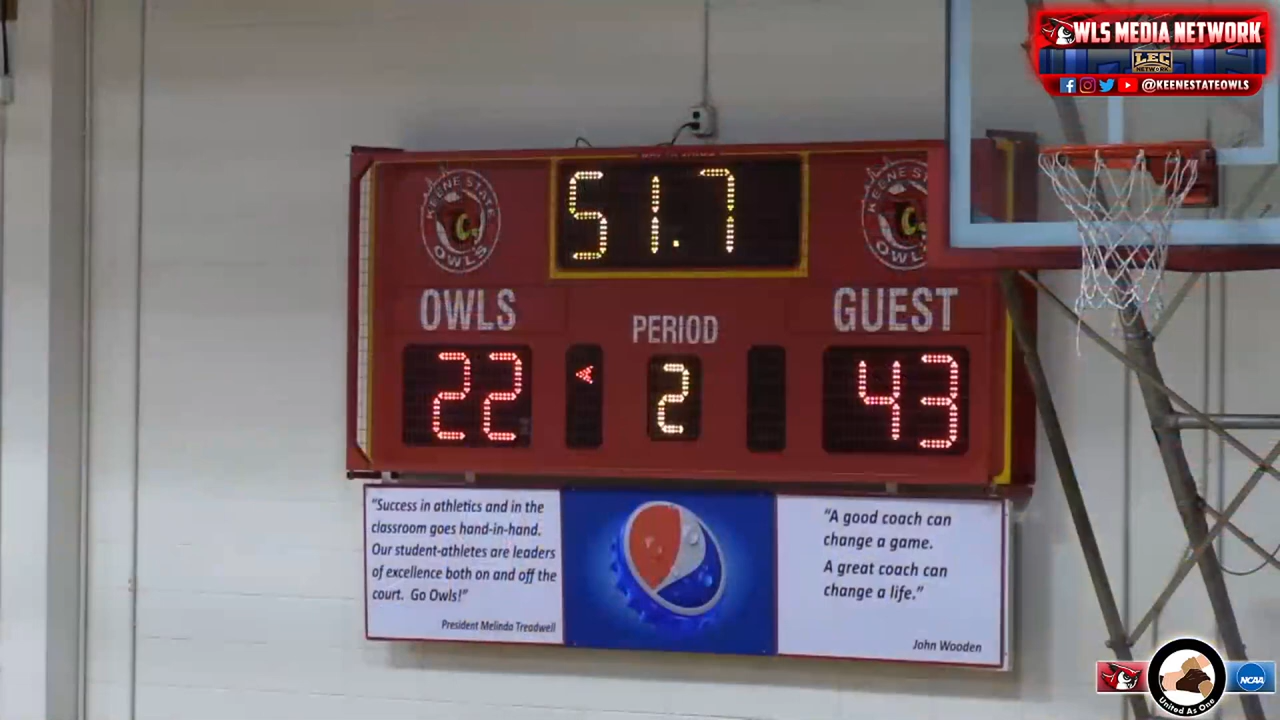 WLS MEDIA NETWORK
LEC
NETWORK
@KEENESTATEOWLS
KEENE STATE
OWLS
51.7
KEENE ST
OWLS
OWLS
PERIOD
GUEST
22
2
43
"Success in athletics and in the
classroom goes hand-in-hand.
Our student-athletes are leaders
of excellence both on and off the
court. Go Owls!"
President Melinda Treadwell
"A good coach can
change a game.
A great coach can
change a life."
John Wooden
United As One
NCAA